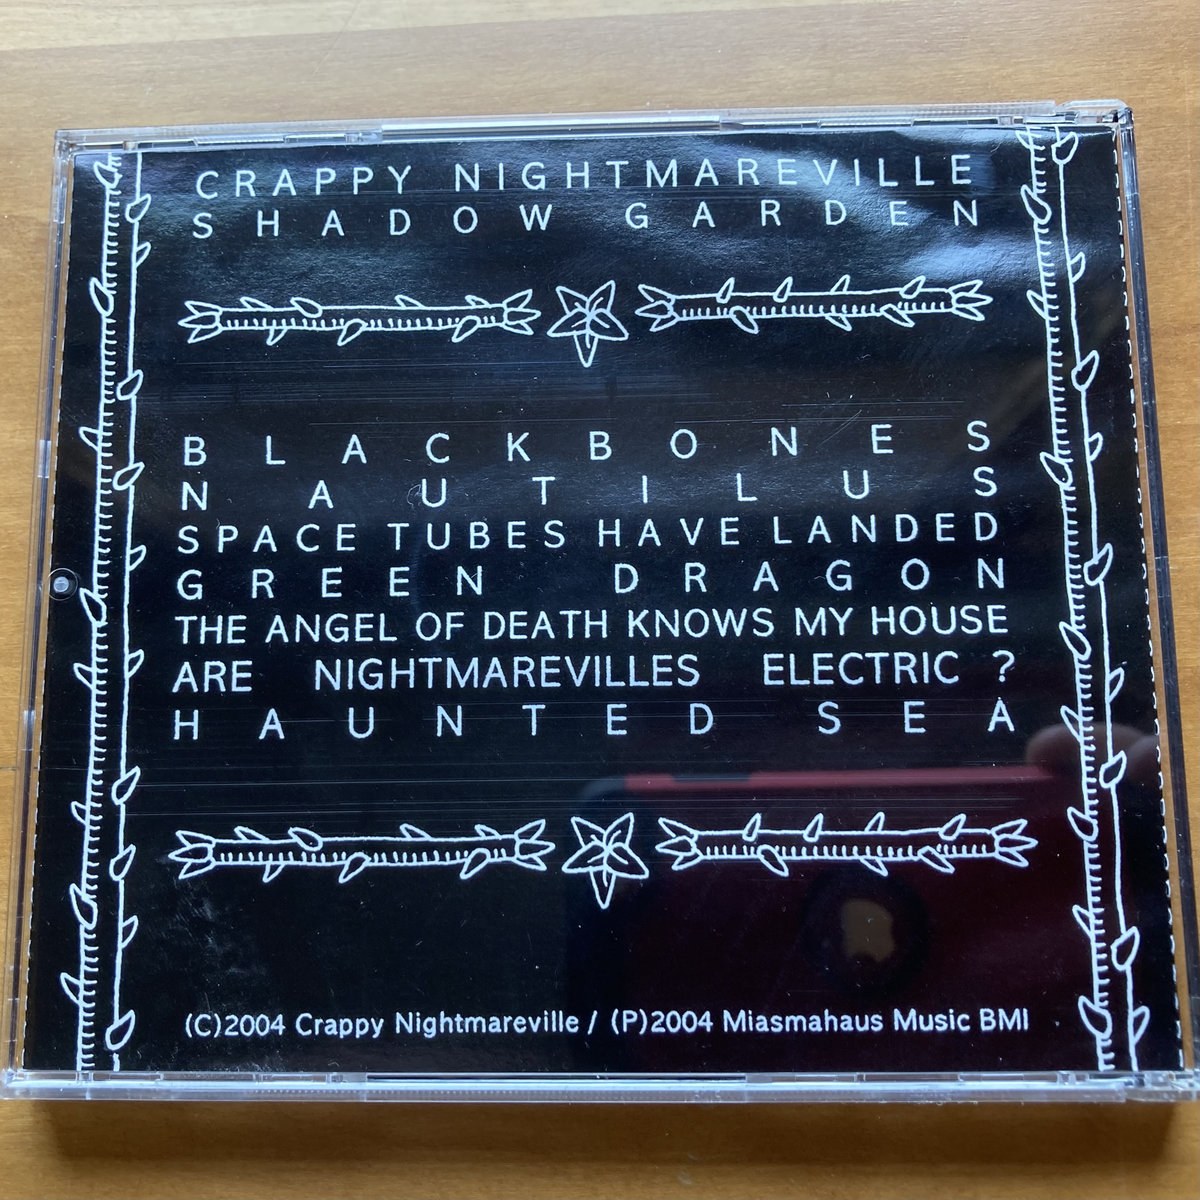 CRAPPY NIGHTMAREVILLE
SHADOW GARDEN
BLACKBONES
NAUTILUS
SPACE TUBES HAVE LANDED
GREEN DRAGON
THE ANGEL OF DEATH KNOWS MY HOUSE
ARE NIGHTMAREVILLES ELECTRIC ?
HAUNTED SEA
(C)2004 Crappy Nightmareville / (P)2004 Miasmahaus Music BMI